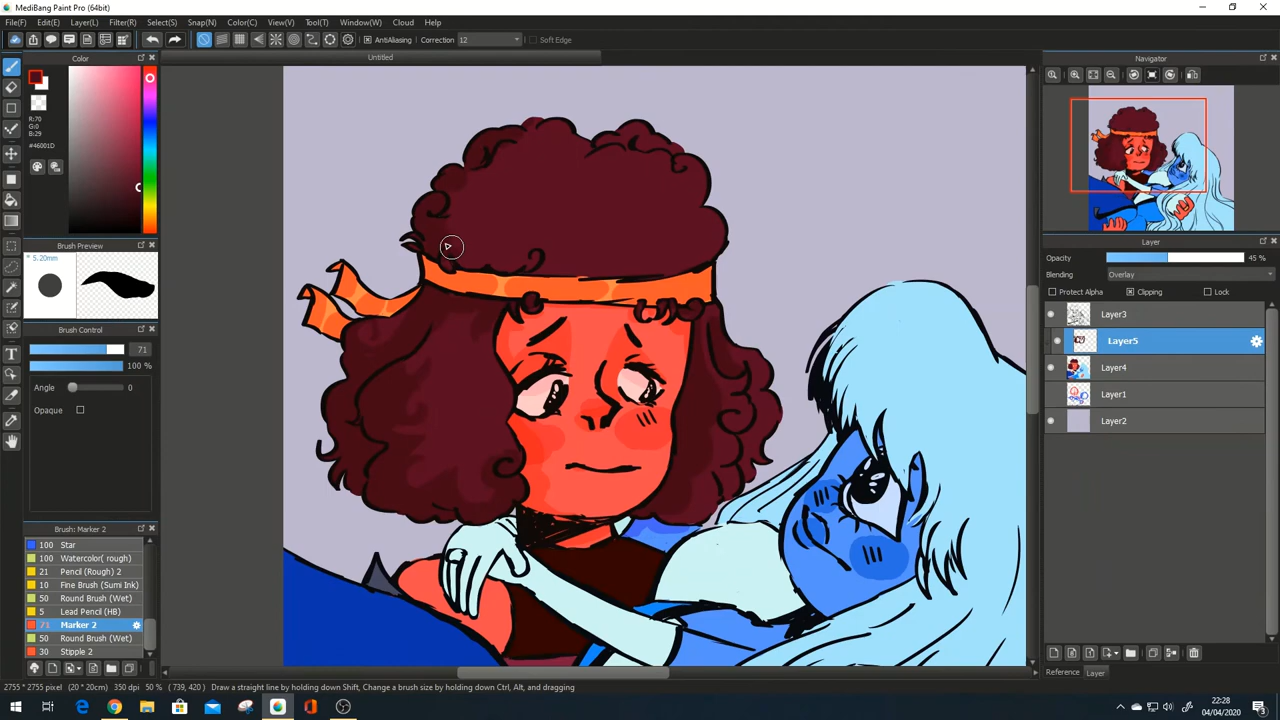 MediBang Paint Pro (64bit)
File(F) Edit(E) Layer(L) Filter(R) Select(S) Snap(N) Color(C) View(V) Tool(T) Window(W) Cloud Help
AntiAliasing Correction 12 Soft Edge
Color
Untitled
Navigator
R:70
G:0
B:29
#46001D
Brush Preview
* 5.20mm
Brush Control
71
100 %
Angle 0
Opaque
Layer
Opacity 45 %
Blending Overlay
Protect Alpha Clipping Lock
Layer3
Layer5
Layer4
Layer1
Layer2
Brush: Marker 2
100 Star
100 Watercolor( rough)
21 Pencil (Rough) 2
10 Fine Brush (Sumi Ink)
50 Round Brush (Wet)
5 Lead Pencil (HB)
71 Marker 2
50 Round Brush (Wet)
30 Stipple 2
Reference Layer
2755 * 2755 pixel (20 * 20cm) 350 dpi 50 % ( 739, 420 ) Draw a straight line by holding down Shift, Change a brush size by holding down Ctrl, Alt, and dragging
22:28
04/04/2020
3